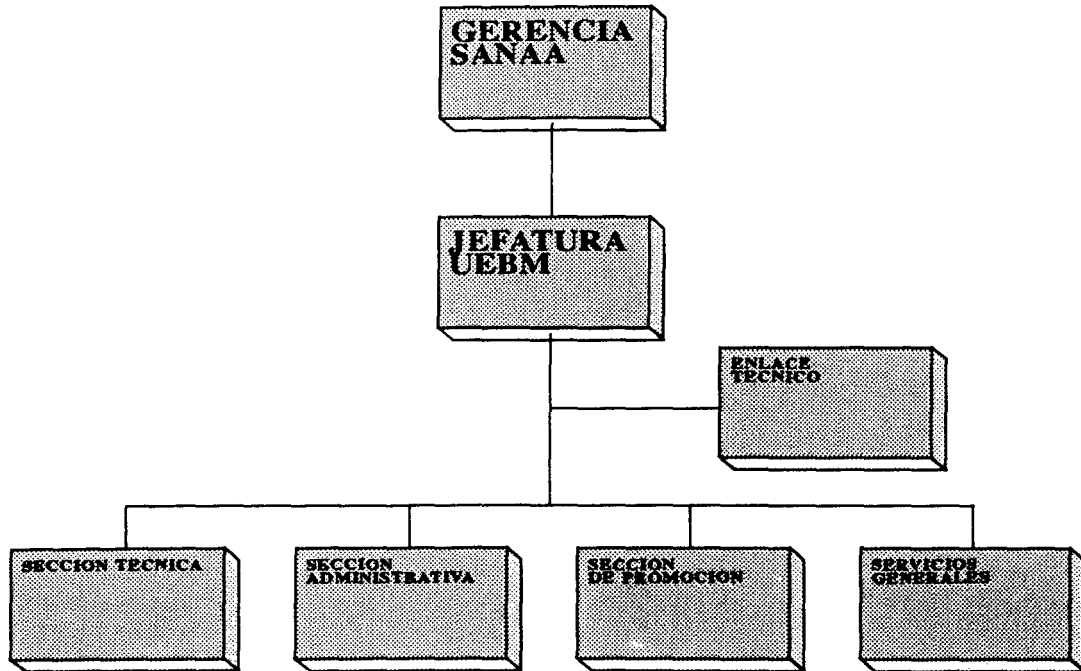 GERENCIA
SANAA
JEFATURA
UEBM
ENLACE
TECNICO
SECCION TECNICA
SECCION
ADMINISTRATIVA
SECCION
DE PROMOCION
SERVICIOS
GENERALES